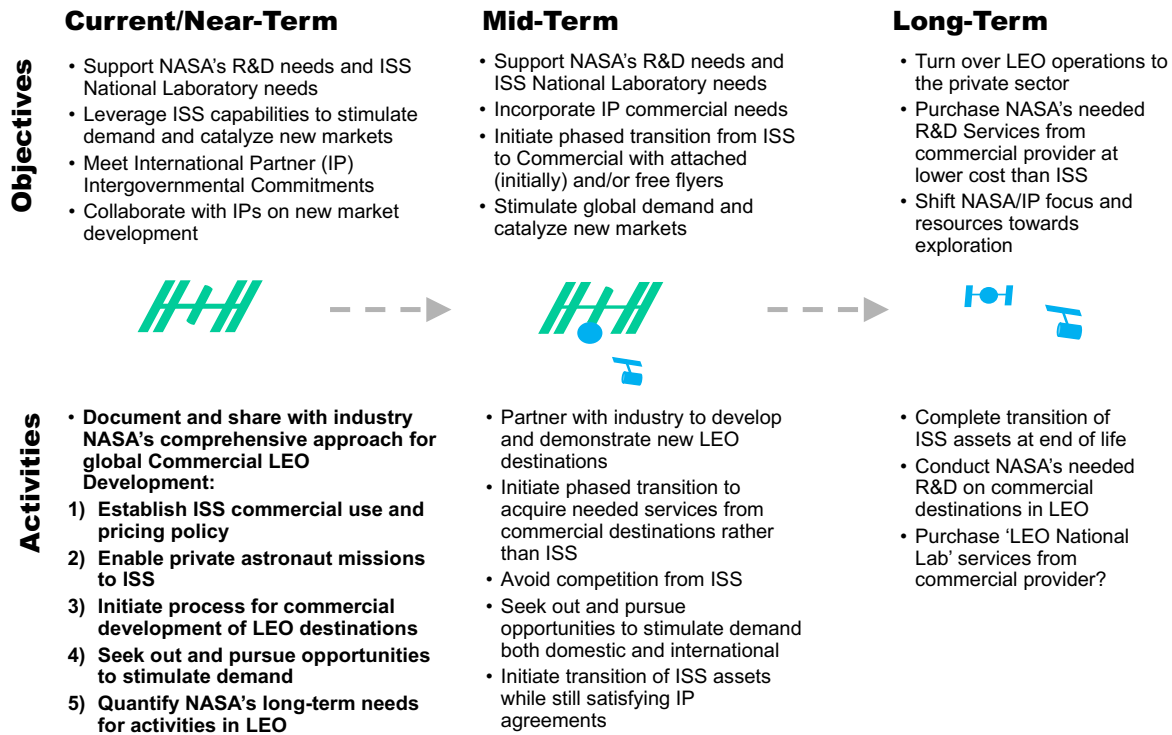 Current/Near-Term
Mid-Term
Long-Term
Objectives
• Support NASA's R&D needs and ISS
National Laboratory needs
• Leverage ISS capabilities to stimulate
demand and catalyze new markets
• Meet International Partner (IP)
Intergovernmental Commitments
• Collaborate with IPs on new market
development
• Support NASA's R&D needs and
ISS National Laboratory needs
• Incorporate IP commercial needs
• Initiate phased transition from ISS
to Commercial with attached
(initially) and/or free flyers
• Stimulate global demand and
catalyze new markets
• Turn over LEO operations to
the private sector
• Purchase NASA's needed
R&D Services from
commercial provider at
lower cost than ISS
• Shift NASA/IP focus and
resources towards
exploration
Activities
• Document and share with industry
NASA's comprehensive approach for
global Commercial LEO
Development:
1) Establish ISS commercial use and
pricing policy
2) Enable private astronaut missions
to ISS
3) Initiate process for commercial
development of LEO destinations
4) Seek out and pursue opportunities
to stimulate demand
5) Quantify NASA's long-term needs
for activities in LEO
• Partner with industry to develop
and demonstrate new LEO
destinations
• Initiate phased transition to
acquire needed services from
commercial destinations rather
than ISS
• Avoid competition from ISS
• Seek out and pursue
opportunities to stimulate demand
both domestic and international
• Initiate transition of ISS assets
while still satisfying IP
agreements
• Complete transition of
ISS assets at end of life
• Conduct NASA's needed
R&D on commercial
destinations in LEO
• Purchase 'LEO National
Lab' services from
commercial provider?